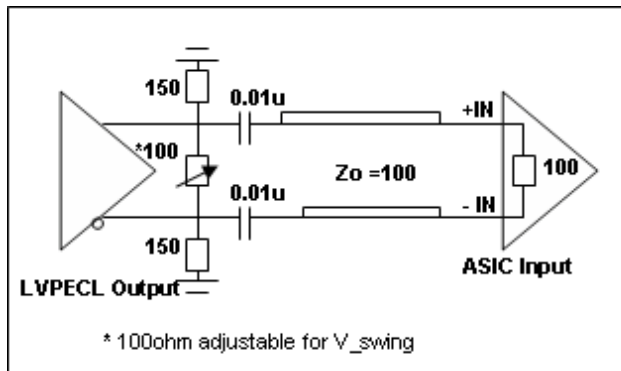 150
0.01u
+IN
*100
100
Zo =100
0.01u
- IN
150
ASIC Input
LVPECL Output
* 100ohm adjustable for V_swing